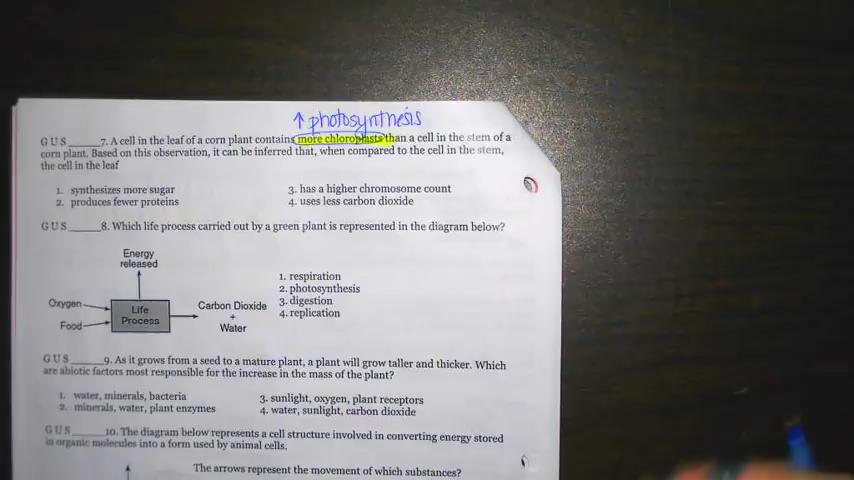 ↑ photosynthesis
G U S _____7. A cell in the leaf of a corn plant contains more chloroplasts than a cell in the stem of a
corn plant. Based on this observation, it can be inferred that, when compared to the cell in the stem,
the cell in the leaf
1. synthesizes more sugar
3. has a higher chromosome count
2. produces fewer proteins
4. uses less carbon dioxide
G U S _____8. Which life process carried out by a green plant is represented in the diagram below?
Energy
released
Oxygen
Food
Life
Process
Carbon Dioxide
+
Water
1. respiration
2. photosynthesis
3. digestion
4. replication
G U S _____9. As it grows from a seed to a mature plant, a plant will grow taller and thicker. Which
are abiotic factors most responsible for the increase in the mass of the plant?
1. water, minerals, bacteria
3. sunlight, oxygen, plant receptors
2. minerals, water, plant enzymes
4. water, sunlight, carbon dioxide
G U S _____10. The diagram below represents a cell structure involved in converting energy stored
in organic molecules into a form used by animal cells.
The arrows represent the movement of which substances?